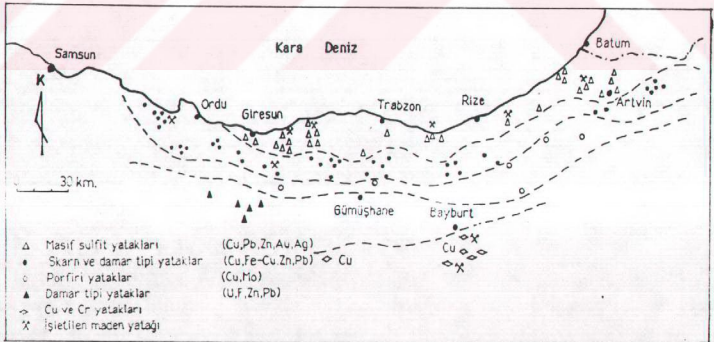 Kara Deniz
Batum
Samsun
K
Ordu
Giresun
Trabzon
Rize
Artvin
0 30 km.
Gümüşhane
Bayburt
Cu
△ Masif sulfit yatakları (Cu,Pb,Zn,Au,Ag)
• Skarn ve damar tipi yataklar (Cu,Fe-Cu,Zn,Pb) Cu
○ Porfiri yataklar (Cu,Mo)
▲ Damar tipi yataklar (U,F,Zn,Pb)
Cu ve Cr yatakları
İşletilen maden yatağı